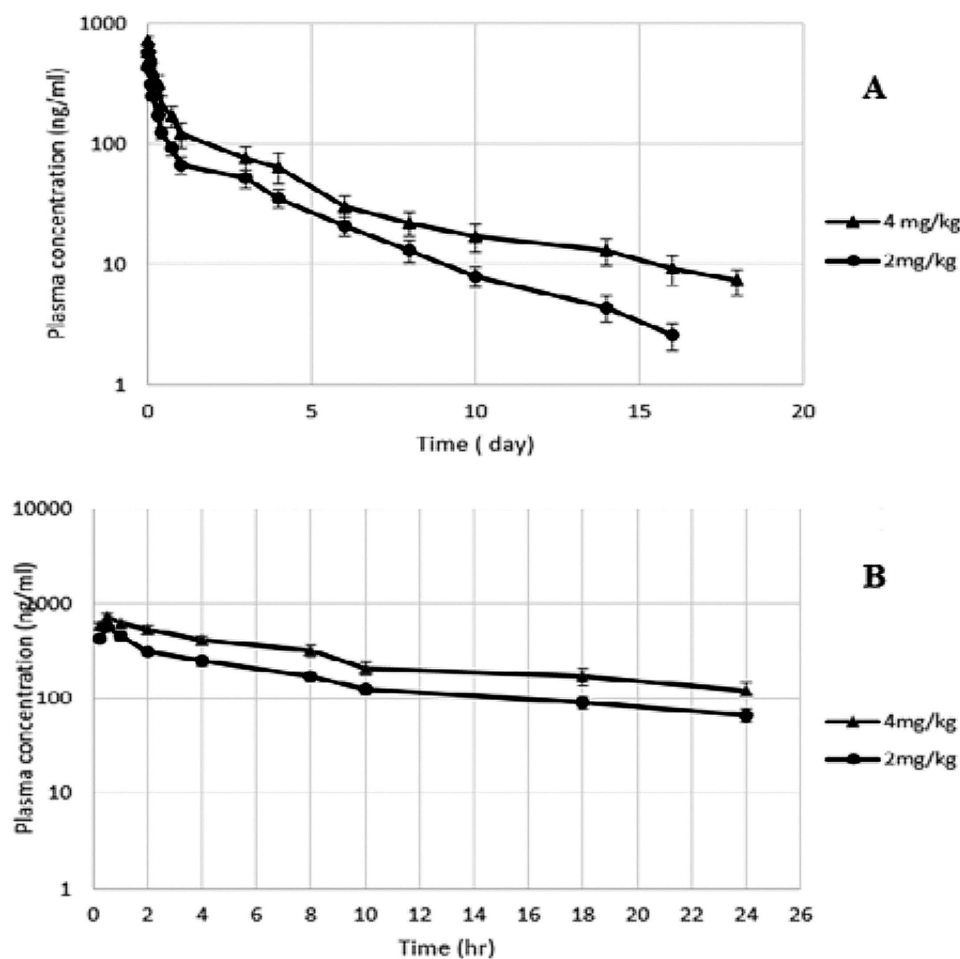 1000
100
10
1
Plasma concentration (ng/ml)
0 5 10 15 20
Time ( day)
A
4 mg/kg
2mg/kg
10000
1000
100
10
1
Plasma concentration (ng/ml)
0 2 4 6 8 10 12 14 16 18 20 22 24 26
Time (hr)
B
4mg/kg
2mg/kg